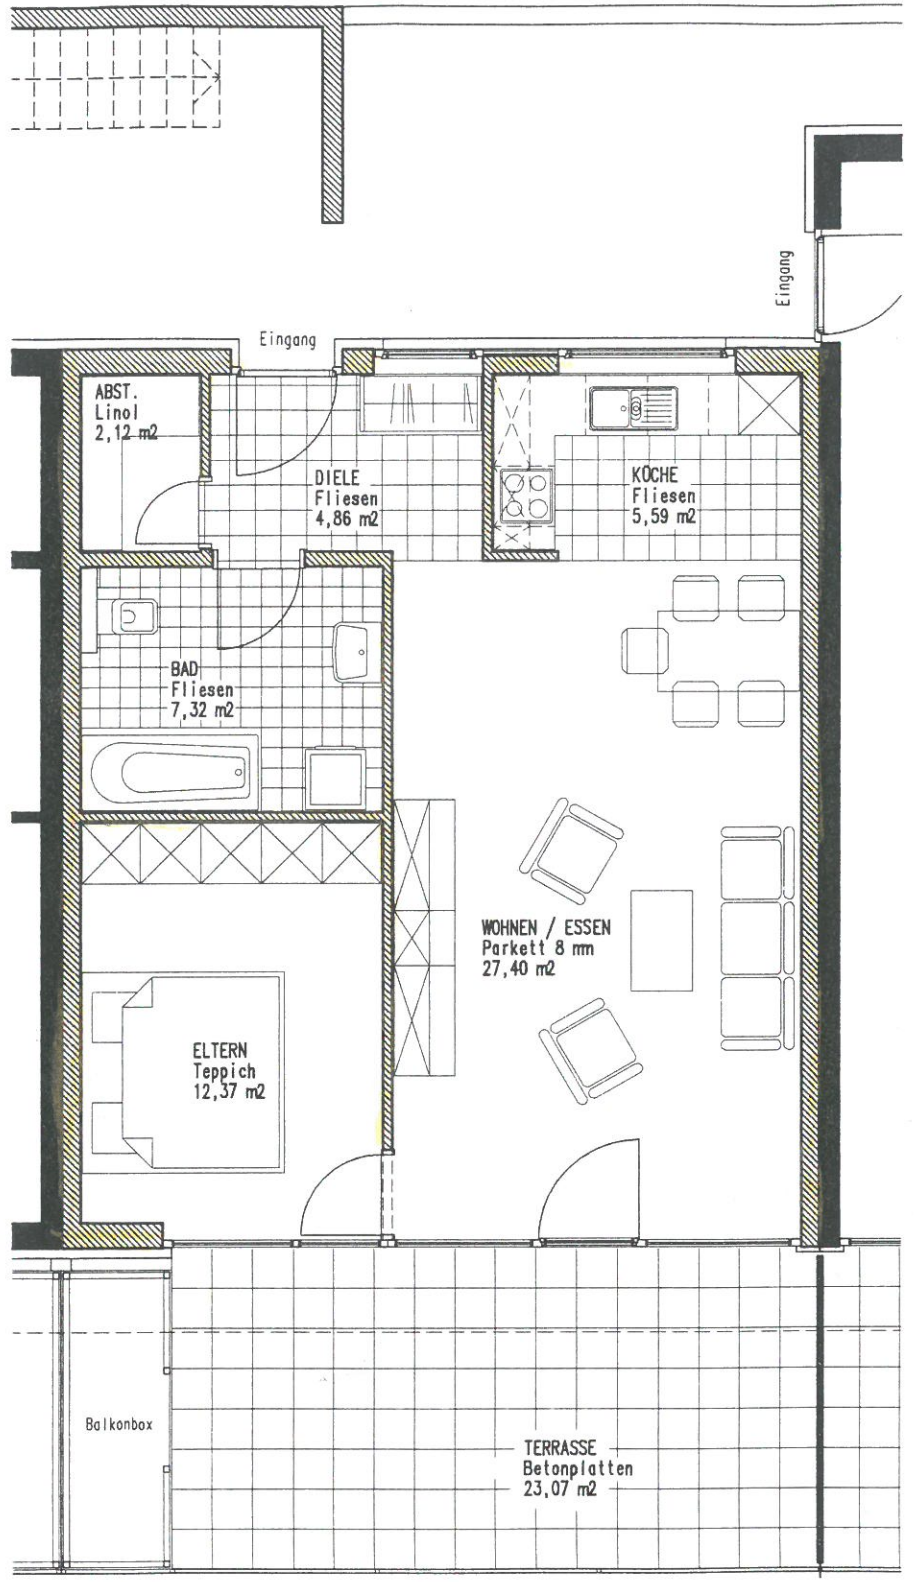 Eingang
Eingang
ABST.
Linol
2,12 m2
DIELE
Fliesen
4,86 m2
KÜCHE
Fliesen
5,59 m2
BAD
Fliesen
7,32 m2
WOHNEN / ESSEN
Parkett 8 mm
27,40 m2
ELTERN
Teppich
12,37 m2
Balkonbox
TERRASSE
Betonplatten
23,07 m2